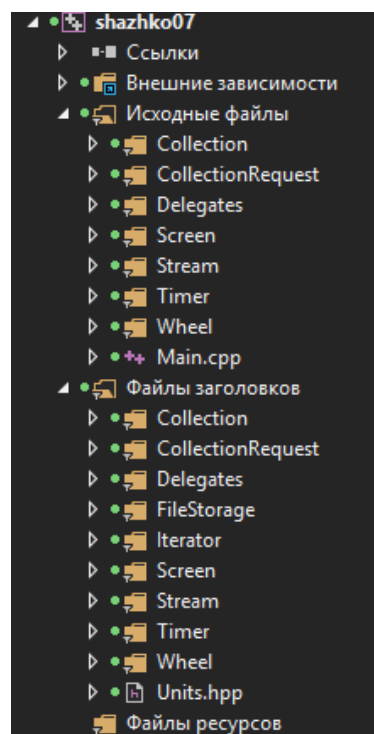 shazhko07
Ссылки
Внешние зависимости
Исходные файлы
Collection
CollectionRequest
Delegates
Screen
Stream
Timer
Wheel
Main.cpp
Файлы заголовков
Collection
CollectionRequest
Delegates
FileStorage
Iterator
Screen
Stream
Timer
Wheel
Units.hpp
Файлы ресурсов